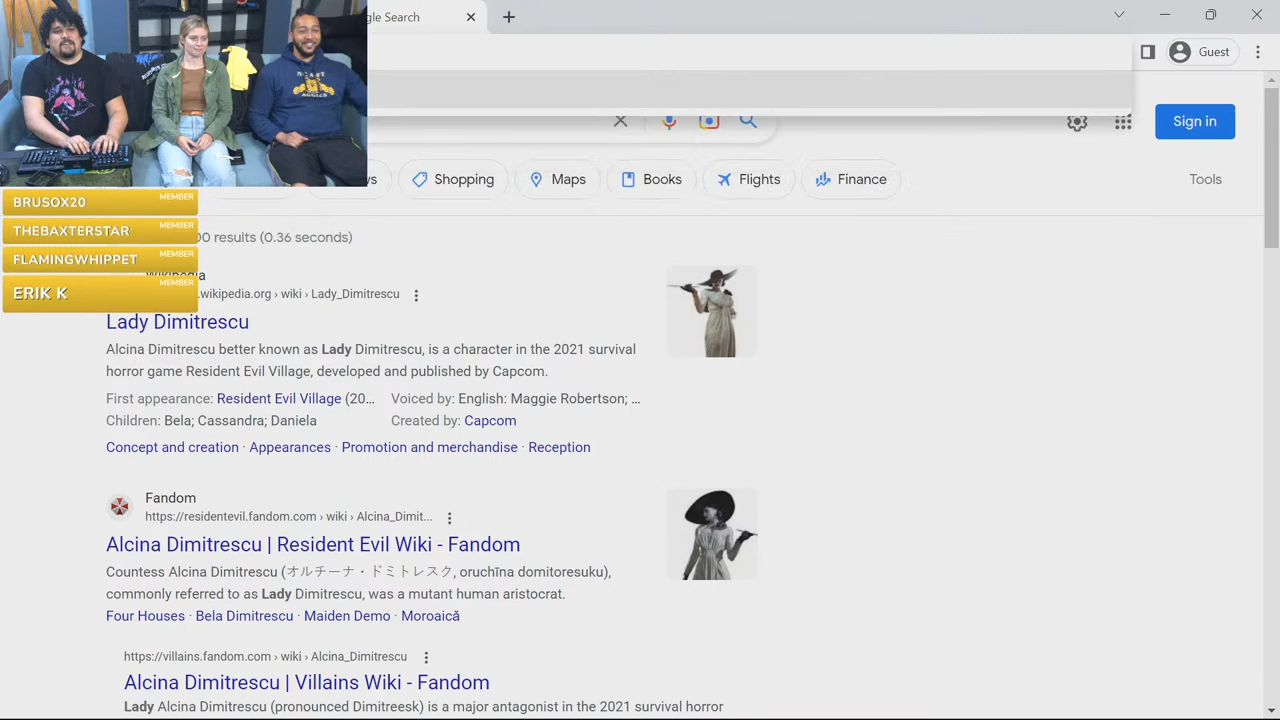 gle Search
Guest
Sign in
Shopping
Maps
Books
Flights
Finance
Tools
BRUSOX20 MEMBER
THEBAXTERSTAR MEMBER
FLAMINGWHIPPET MEMBER
ERIK K MEMBER
00 results (0.36 seconds)
Wikipedia
.wikipedia.org › wiki › Lady_Dimitrescu
Lady Dimitrescu
Alcina Dimitrescu better known as Lady Dimitrescu, is a character in the 2021 survival
horror game Resident Evil Village, developed and published by Capcom.
First appearance: Resident Evil Village (20... Voiced by: English: Maggie Robertson; ...
Children: Bela; Cassandra; Daniela Created by: Capcom
Concept and creation · Appearances · Promotion and merchandise · Reception
Fandom
https://residentevil.fandom.com › wiki › Alcina_Dimit...
Alcina Dimitrescu | Resident Evil Wiki - Fandom
Countess Alcina Dimitrescu (オルチーナ・ドミトレスク, oruchīna domitoresuku),
commonly referred to as Lady Dimitrescu, was a mutant human aristocrat.
Four Houses · Bela Dimitrescu · Maiden Demo · Moroaică
https://villains.fandom.com › wiki › Alcina_Dimitrescu
Alcina Dimitrescu | Villains Wiki - Fandom
Lady Alcina Dimitrescu (pronounced Dimitreesk) is a major antagonist in the 2021 survival horror